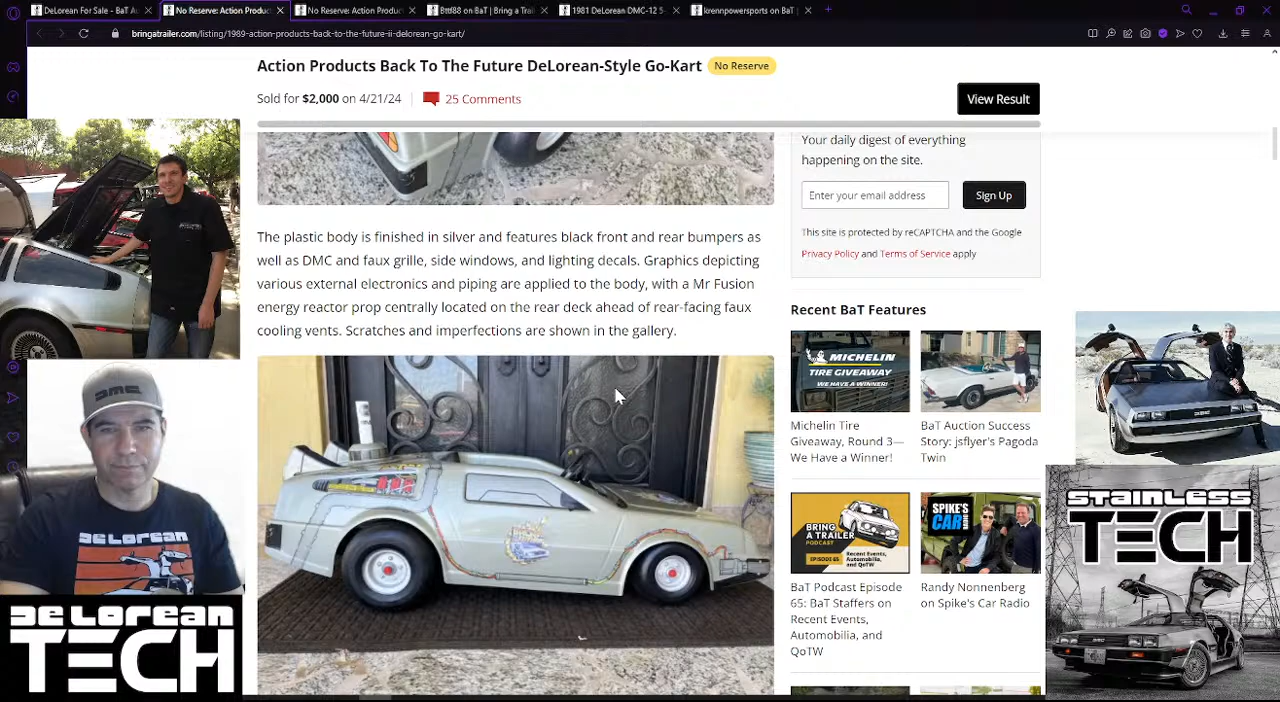 DeLorean For Sale - BaT A
No Reserve: Action Produc
No Reserve: Action Produc
Bttf88 on BaT | Bring a Trai
1981 DeLorean DMC-12 5-
krennpowersports on BaT |
bringatrailer.com/listing/1989-action-products-back-to-the-future-ii-delorean-go-kart/
Action Products Back To The Future DeLorean-Style Go-Kart
No Reserve
Sold for $2,000 on 4/21/24
25 Comments
View Result
Your daily digest of everything
happening on the site.
Enter your email address
Sign Up
This site is protected by reCAPTCHA and the Google
Privacy Policy and Terms of Service apply
The plastic body is finished in silver and features black front and rear bumpers as
well as DMC and faux grille, side windows, and lighting decals. Graphics depicting
various external electronics and piping are applied to the body, with a Mr Fusion
energy reactor prop centrally located on the rear deck ahead of rear-facing faux
cooling vents. Scratches and imperfections are shown in the gallery.
Recent BaT Features
MICHELIN
TIRE GIVEAWAY
WE HAVE A WINNER!
Michelin Tire
Giveaway, Round 3—
We Have a Winner!
BaT Auction Success
Story: jsflyer's Pagoda
Twin
BRING
A TRAILER
PODCAST
EPISODE 65
Recent Events,
Automobilia, and
QoTW
BaT Podcast Episode
65: BaT Staffers on
Recent Events,
Automobilia, and
QoTW
SPIKE'S
CAR
RADIO
Randy Nonnenberg
on Spike's Car Radio
DMC
DELOREAN
DELOREAN
TECH
STAINLESS
TECH